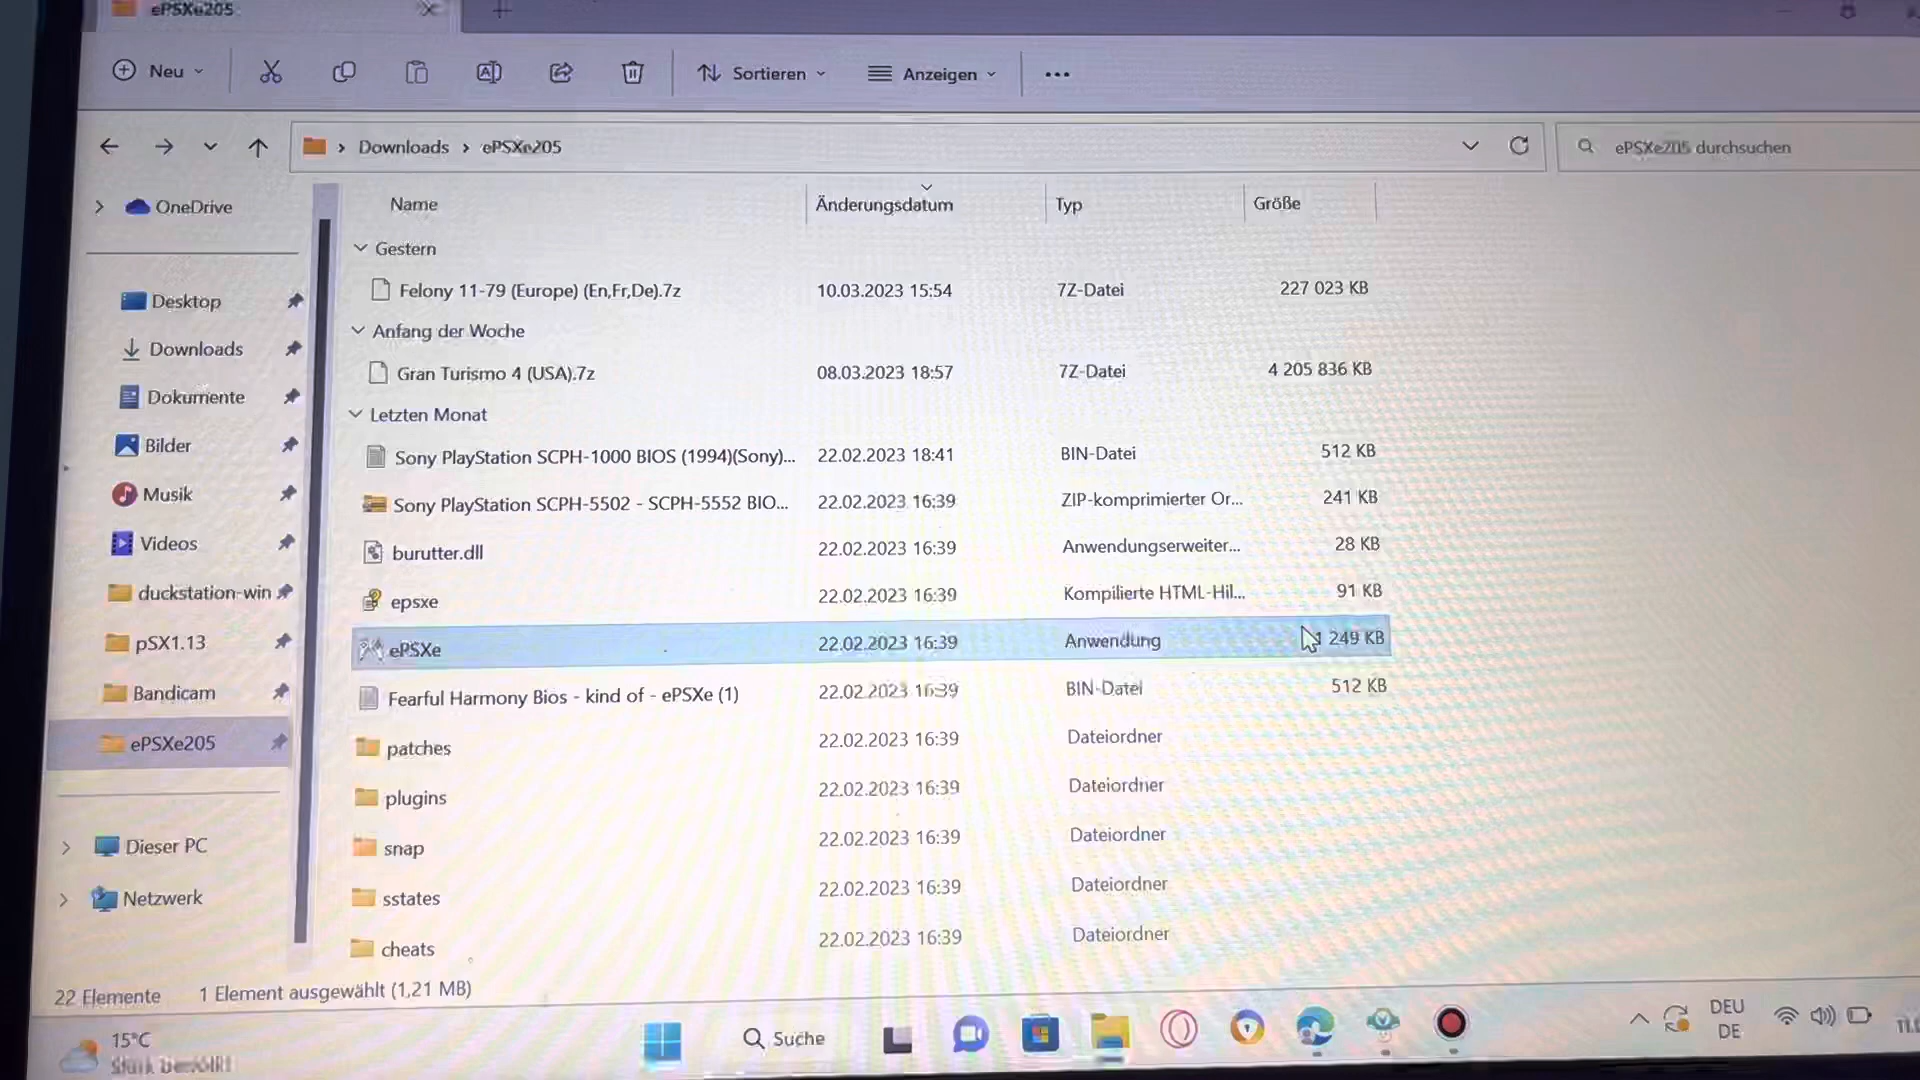 ePSXe205
Neu
Sortieren
Anzeigen
Downloads > ePSXe205
ePSXe205 durchsuchen
OneDrive
Desktop
Downloads
Dokumente
Bilder
Musik
Videos
duckstation-win
pSX1.13
Bandicam
ePSXe205
Dieser PC
Netzwerk
Name Änderungsdatum Typ Größe
Gestern
Felony 11-79 (Europe) (En,Fr,De).7z 10.03.2023 15:54 7Z-Datei 227 023 KB
Anfang der Woche
Gran Turismo 4 (USA).7z 08.03.2023 18:57 7Z-Datei 4 205 836 KB
Letzten Monat
Sony PlayStation SCPH-1000 BIOS (1994)(Sony)... 22.02.2023 18:41 BIN-Datei 512 KB
Sony PlayStation SCPH-5502 - SCPH-5552 BIO... 22.02.2023 16:39 ZIP-komprimierter Or... 241 KB
burutter.dll 22.02.2023 16:39 Anwendungserweiter... 28 KB
epsxe 22.02.2023 16:39 Kompilierte HTML-Hil... 91 KB
ePSXe 22.02.2023 16:39 Anwendung 1 249 KB
Fearful Harmony Bios - kind of - ePSXe (1) 22.02.2023 16:39 BIN-Datei 512 KB
patches 22.02.2023 16:39 Dateiordner
plugins 22.02.2023 16:39 Dateiordner
snap 22.02.2023 16:39 Dateiordner
sstates 22.02.2023 16:39 Dateiordner
cheats 22.02.2023 16:39 Dateiordner
22 Elemente 1 Element ausgewählt (1,21 MB)
15°C
Suche
DEU
DE